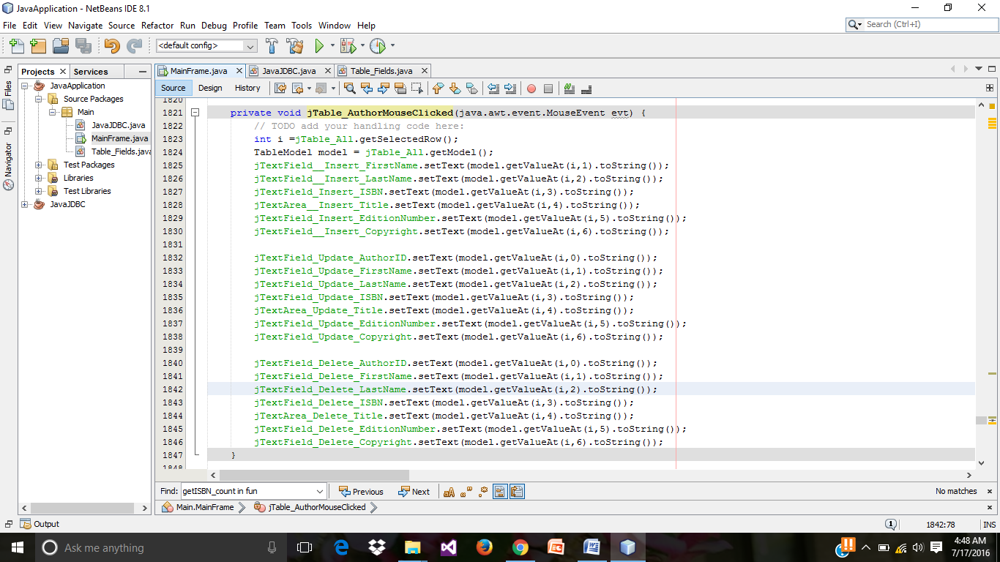 JavaApplication - NetBeans IDE 8.1
File Edit View Navigate Source Refactor Run Debug Profile Team Tools Window Help
Search (Ctrl+I)
<default config>
Files
Navigator
Projects Services
JavaApplication
Source Packages
Main
JavaJDBC.java
MainFrame.java
Table_Fields.java
Test Packages
Libraries
Test Libraries
JavaJDBC
MainFrame.java JavaJDBC.java Table_Fields.java
Source Design History
1820
1821 private void jTable_AuthorMouseClicked(java.awt.event.MouseEvent evt) {
1822 // TODO add your handling code here:
1823 int i =jTable_All.getSelectedRow();
1824 TableModel model = jTable_All.getModel();
1825 jTextField__Insert_FirstName.setText(model.getValueAt(i,1).toString());
1826 jTextField__Insert_LastName.setText(model.getValueAt(i,2).toString());
1827 jTextField_Insert_ISBN.setText(model.getValueAt(i,3).toString());
1828 jTextArea__Insert_Title.setText(model.getValueAt(i,4).toString());
1829 jTextField_Insert_EditionNumber.setText(model.getValueAt(i,5).toString());
1830 jTextField__Insert_Copyright.setText(model.getValueAt(i,6).toString());
1831
1832 jTextField_Update_AuthorID.setText(model.getValueAt(i,0).toString());
1833 jTextField_Update_FirstName.setText(model.getValueAt(i,1).toString());
1834 jTextField_Update_LastName.setText(model.getValueAt(i,2).toString());
1835 jTextField_Update_ISBN.setText(model.getValueAt(i,3).toString());
1836 jTextArea_Update_Title.setText(model.getValueAt(i,4).toString());
1837 jTextField_Update_EditionNumber.setText(model.getValueAt(i,5).toString());
1838 jTextField_Update_Copyright.setText(model.getValueAt(i,6).toString());
1839
1840 jTextField_Delete_AuthorID.setText(model.getValueAt(i,0).toString());
1841 jTextField_Delete_FirstName.setText(model.getValueAt(i,1).toString());
1842 jTextField_Delete_LastName.setText(model.getValueAt(i,2).toString());
1843 jTextField_Delete_ISBN.setText(model.getValueAt(i,3).toString());
1844 jTextArea_Delete_Title.setText(model.getValueAt(i,4).toString());
1845 jTextField_Delete_EditionNumber.setText(model.getValueAt(i,5).toString());
1846 jTextField_Delete_Copyright.setText(model.getValueAt(i,6).toString());
1847 }
1848
Find: getISBN_count in fun Previous Next No matches
Main.MainFrame jTable_AuthorMouseClicked
Output 1 1842:78 INS
Ask me anything
4:48 AM
7/17/2016